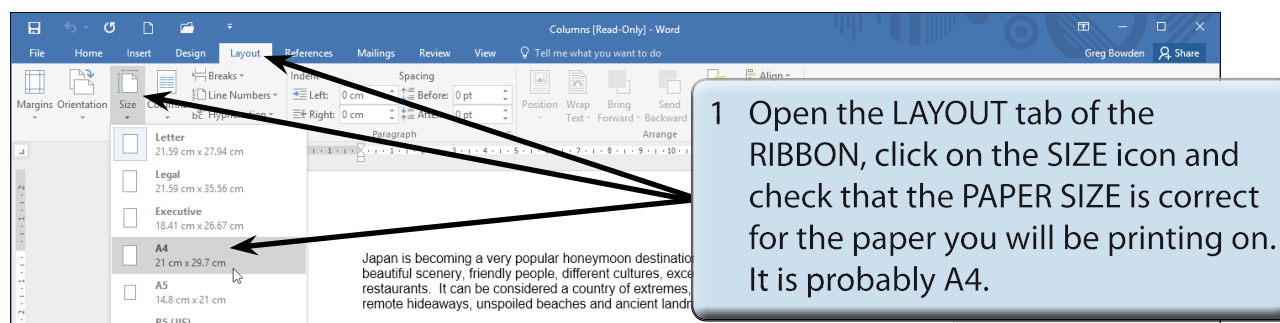 Columns [Read-Only] - Word
File Home Insert Design Layout References Mailings Review View Tell me what you want to do Greg Bowden Share
Breaks Indent Spacing Align
Line Numbers Left: 0 cm Before: 0 pt
Margins Orientation Size Position Wrap Bring Send
Right: 0 cm 0 pt Text Forward Backward
Paragraph Arrange
Letter
21.59 cm x 27.94 cm
Legal
21.59 cm x 35.56 cm
Executive
18.41 cm x 26.67 cm
A4
21 cm x 29.7 cm
A5
14.8 cm x 21 cm
B5 (JIS)
Japan is becoming a very popular honeymoon destination
beautiful scenery, friendly people, different cultures, exce
restaurants. It can be considered a country of extremes,
remote hideaways, unspoiled beaches and ancient landm
1 Open the LAYOUT tab of the
RIBBON, click on the SIZE icon and
check that the PAPER SIZE is correct
for the paper you will be printing on.
It is probably A4.